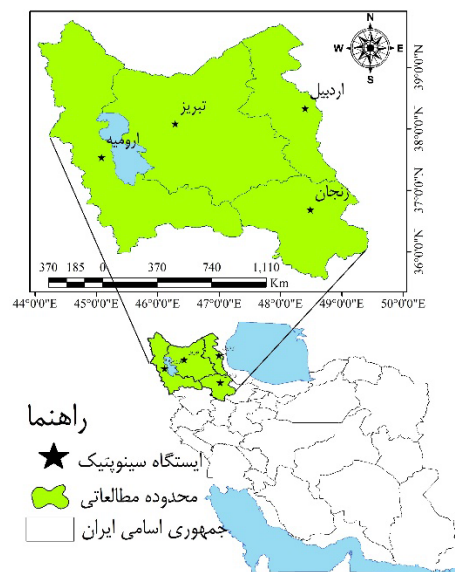 N
W E
S
39°0'0"N
اردبیل
تبریز
38°0'0"N
ارومیه
37°0'0"N
زنجان
36°0'0"N
370 185 0 370 740 1,110
Km
44°0'0"E 45°0'0"E 46°0'0"E 47°0'0"E 48°0'0"E 49°0'0"E 50°0'0"E
راهنما
ایستگاه سینوپتیک
محدوده مطالعاتی
جمهوری اسامی ایران